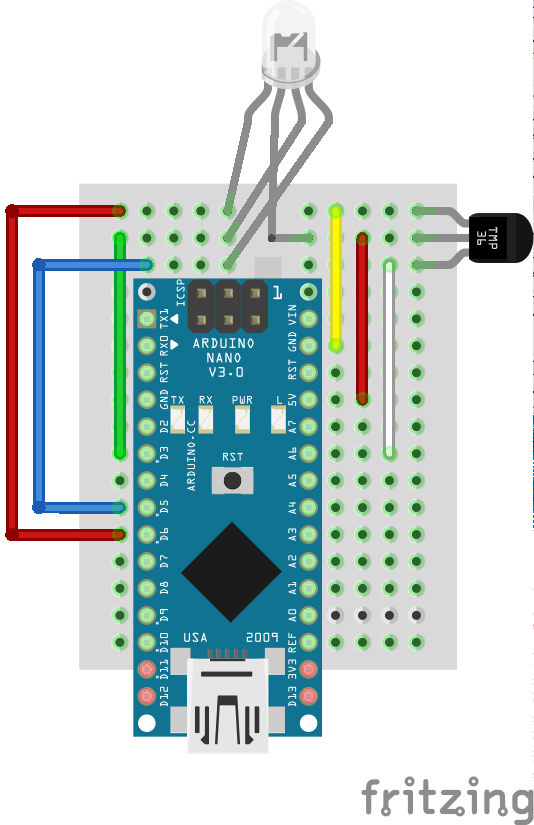 TMP
36
ICSP
1
TX1
RX0
RST
GND
D2
D3
D4
D5
D6
D7
D8
D9
D10
D11
D12
VIN
GND
RST
5V
A7
A6
A5
A4
A3
A2
A1
A0
REF
3V3
D13
ARDUINO
NANO
V3.0
TX
RX
PWR
L
ARDUINO.CC
RST
USA
2009
fritzing